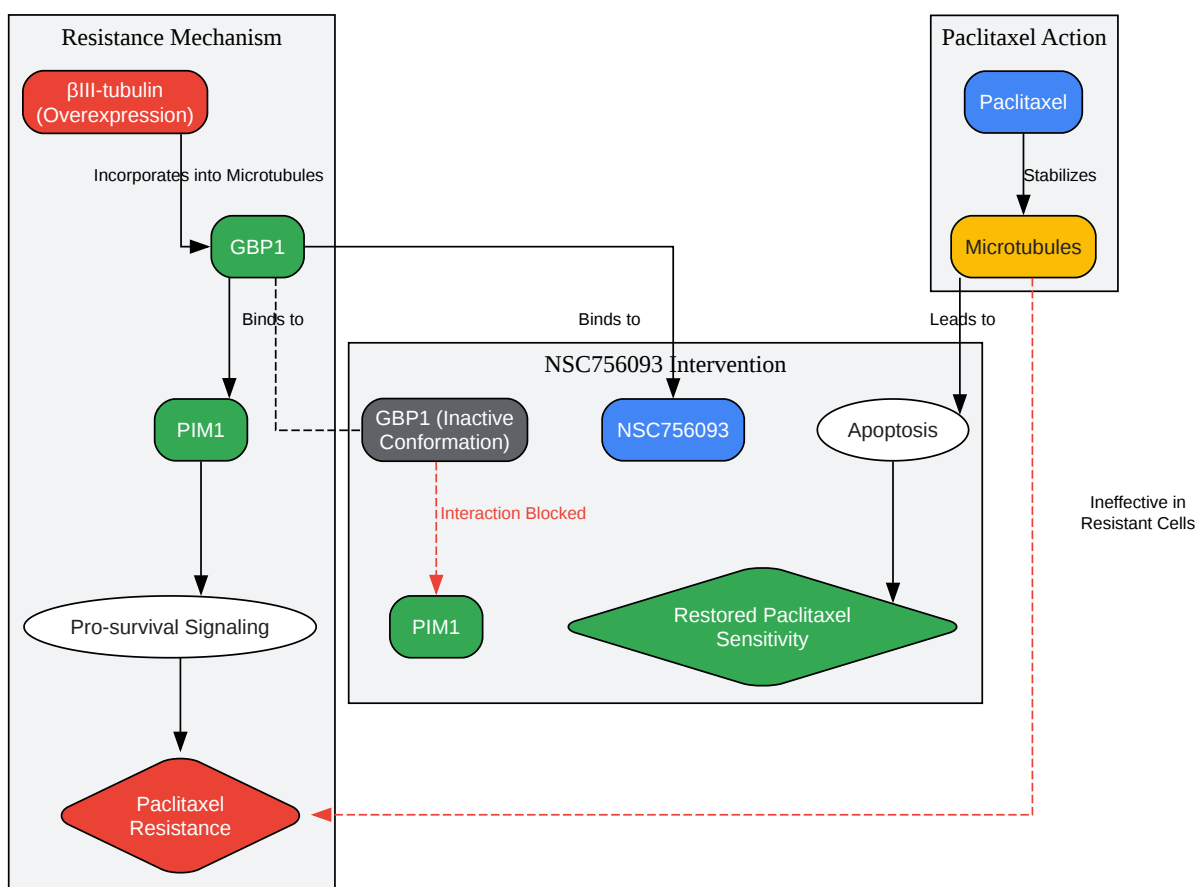 Resistance Mechanism
Paclitaxel Action
βIII-tubulin
(Overexpression)
Paclitaxel
Incorporates into Microtubules
Stabilizes
GBP1
Microtubules
Binds to
Binds to
Leads to
NSC756093 Intervention
PIM1
GBP1 (Inactive
Conformation)
NSC756093
Apoptosis
Interaction Blocked
Ineffective in
Resistant Cells
Pro-survival Signaling
PIM1
Restored Paclitaxel
Sensitivity
Paclitaxel
Resistance